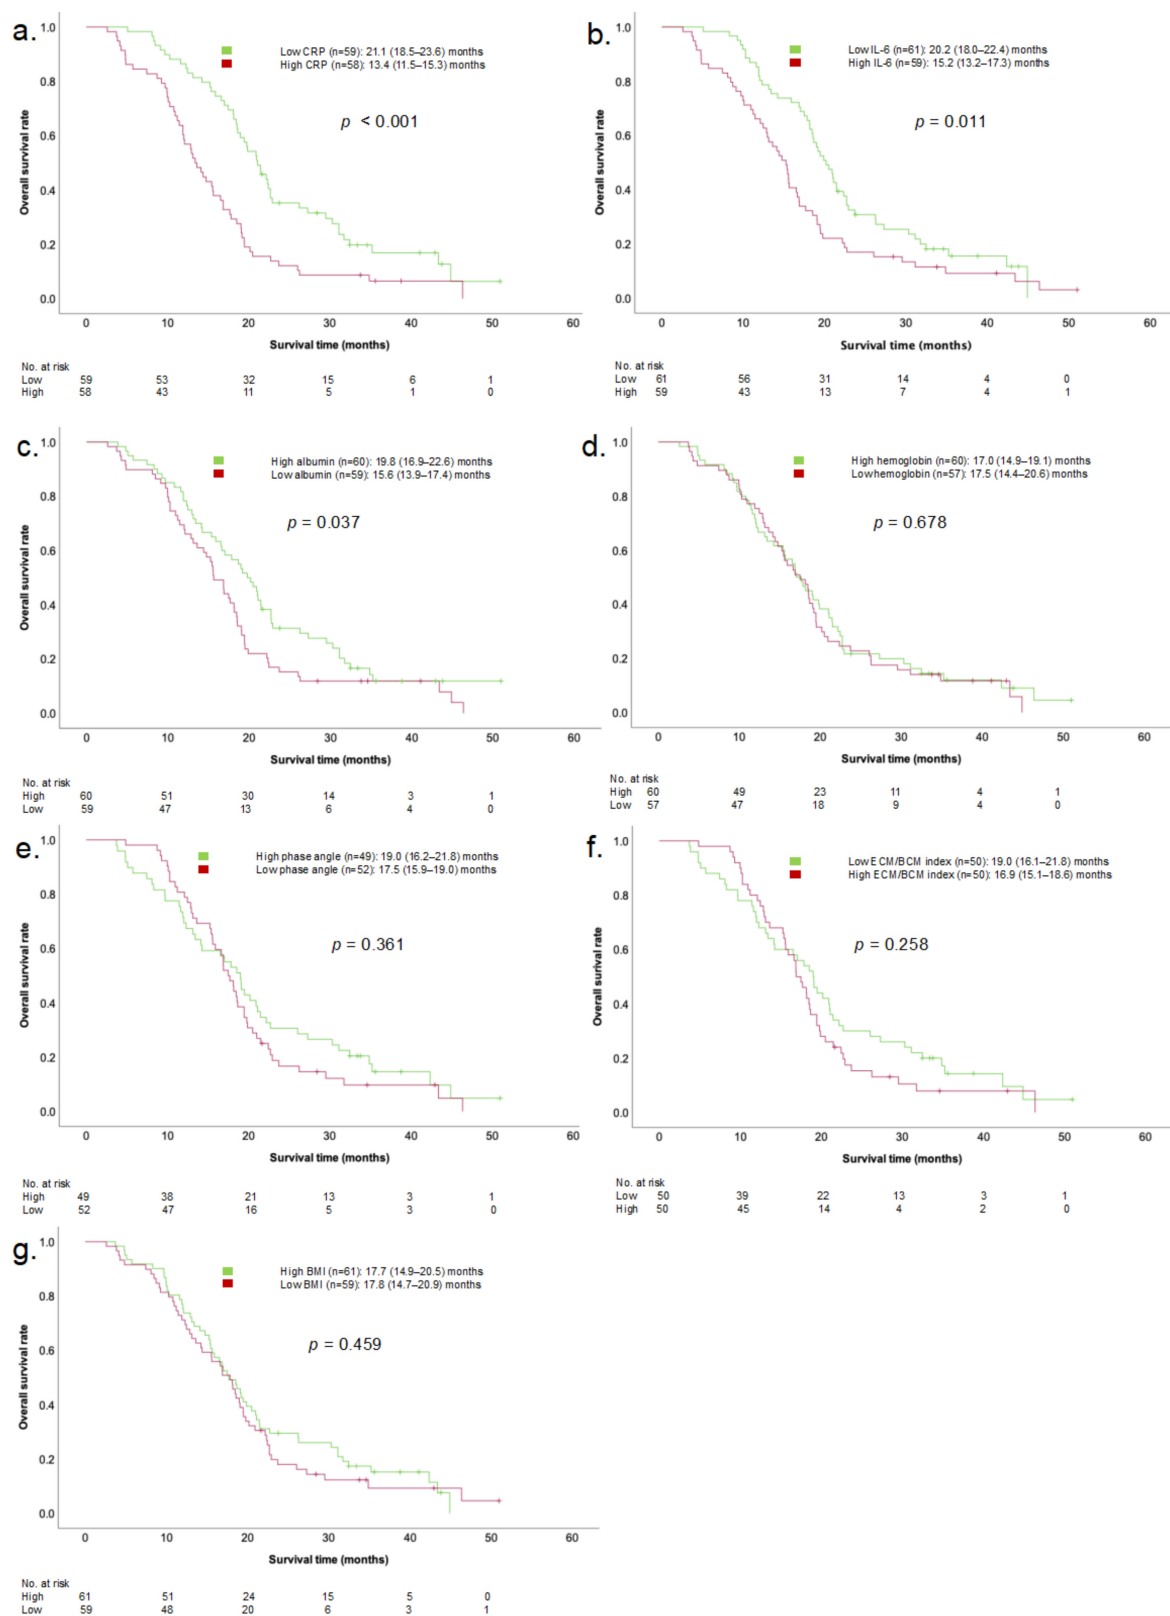 a.
Low CRP (n=59): 21.1 (18.5–23.6) months
High CRP (n=58): 13.4 (11.5–15.3) months
p < 0.001
Overall survival rate
1.0
0.8
0.6
0.4
0.2
0.0
0 10 20 30 40 50 60
Survival time (months)
No. at risk
Low 59 53 32 15 6 1
High 58 43 11 5 1 0
b.
Low IL-6 (n=61): 20.2 (18.0–22.4) months
High IL-6 (n=59): 15.2 (13.2–17.3) months
p = 0.011
Overall survival rate
1.0
0.8
0.6
0.4
0.2
0.0
0 10 20 30 40 50 60
Survival time (months)
No. at risk
Low 61 56 31 14 4 0
High 59 43 13 7 4 1
c.
High albumin (n=60): 19.8 (16.9–22.6) months
Low albumin (n=59): 15.6 (13.9–17.4) months
p = 0.037
Overall survival rate
1.0
0.8
0.6
0.4
0.2
0.0
0 10 20 30 40 50 60
Survival time (months)
No. at risk
High 60 51 30 14 3 1
Low 59 47 13 6 4 0
d.
High hemoglobin (n=60): 17.0 (14.9–19.1) months
Low hemoglobin (n=57): 17.5 (14.4–20.6) months
p = 0.678
Overall survival rate
1.0
0.8
0.6
0.4
0.2
0.0
0 10 20 30 40 50 60
Survival time (months)
No. at risk
High 60 49 23 11 4 1
Low 57 47 18 9 4 0
e.
High phase angle (n=49): 19.0 (16.2–21.8) months
Low phase angle (n=52): 17.5 (15.9–19.0) months
p = 0.361
Overall survival rate
1.0
0.8
0.6
0.4
0.2
0.0
0 10 20 30 40 50 60
Survival time (months)
No. at risk
High 49 38 21 13 3 1
Low 52 47 16 5 3 0
f.
Low ECM/BCM index (n=50): 19.0 (16.1–21.8) months
High ECM/BCM index (n=50): 16.9 (15.1–18.6) months
p = 0.258
Overall survival rate
1.0
0.8
0.6
0.4
0.2
0.0
0 10 20 30 40 50 60
Survival time (months)
No. at risk
Low 50 39 22 13 3 1
High 50 45 14 4 2 0
g.
High BMI (n=61): 17.7 (14.9–20.5) months
Low BMI (n=59): 17.8 (14.7–20.9) months
p = 0.459
Overall survival rate
1.0
0.8
0.6
0.4
0.2
0.0
0 10 20 30 40 50 60
Survival time (months)
No. at risk
High 61 51 24 15 5 0
Low 59 48 20 6 3 1